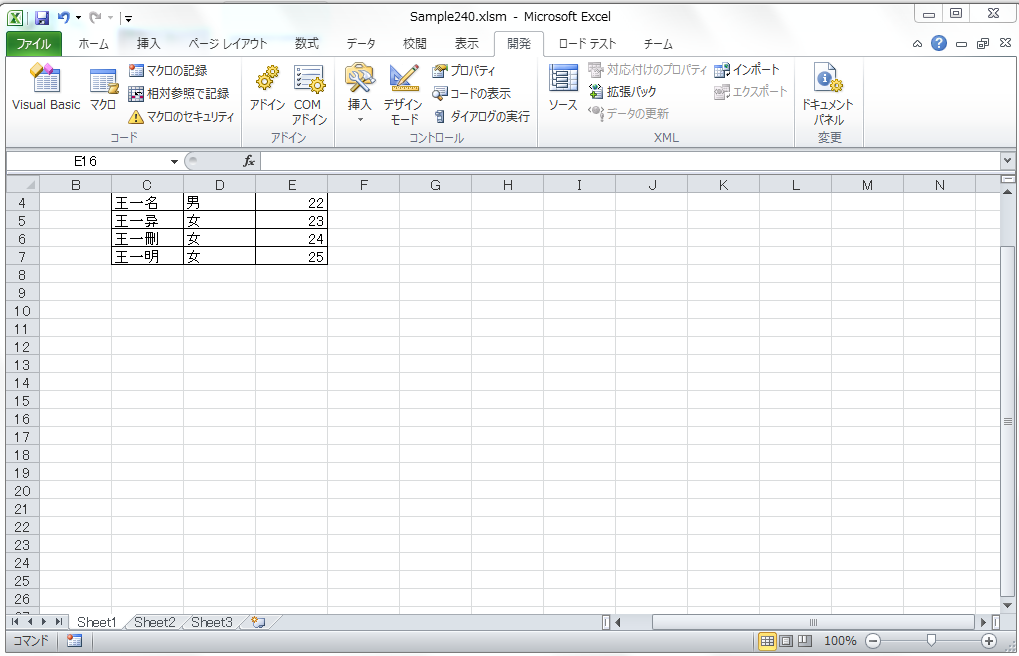 Sample240.xlsm - Microsoft Excel
ファイル ホーム 挿入 ページ レイアウト 数式 データ 校閲 表示 開発 ロード テスト チーム
Visual Basic マクロ マクロの記録 相対参照で記録 マクロのセキュリティ
アドイン COM アドイン
挿入 デザイン モード プロパティ コードの表示 ダイアログの実行
ソース 対応付けのプロパティ 拡張パック データの更新 インポート エクスポート
ドキュメント パネル
コード アドイン コントロール XML 変更
E16 fx
B C D E F G H I J K L M N
4 王一名 男 22
5 王一异 女 23
6 王一刪 女 24
7 王一明 女 25
8
9
10
11
12
13
14
15
16
17
18
19
20
21
22
23
24
25
26
27
Sheet1 Sheet2 Sheet3
コマンド 100%